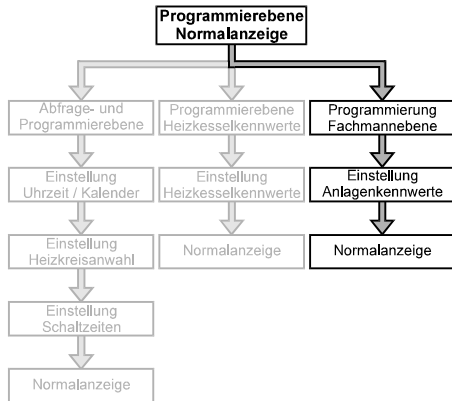 Programmierebene
Normalanzeige
Abfrage- und
Programmierebene
Einstellung
Uhrzeit / Kalender
Einstellung
Heizkreisanwahl
Einstellung
Schaltzeiten
Normalanzeige
Programmierebene
Heizkesselkennwerte
Einstellung
Heizkesselkennwerte
Normalanzeige
Programmierung
Fachmannebene
Einstellung
Anlagenkennwerte
Normalanzeige